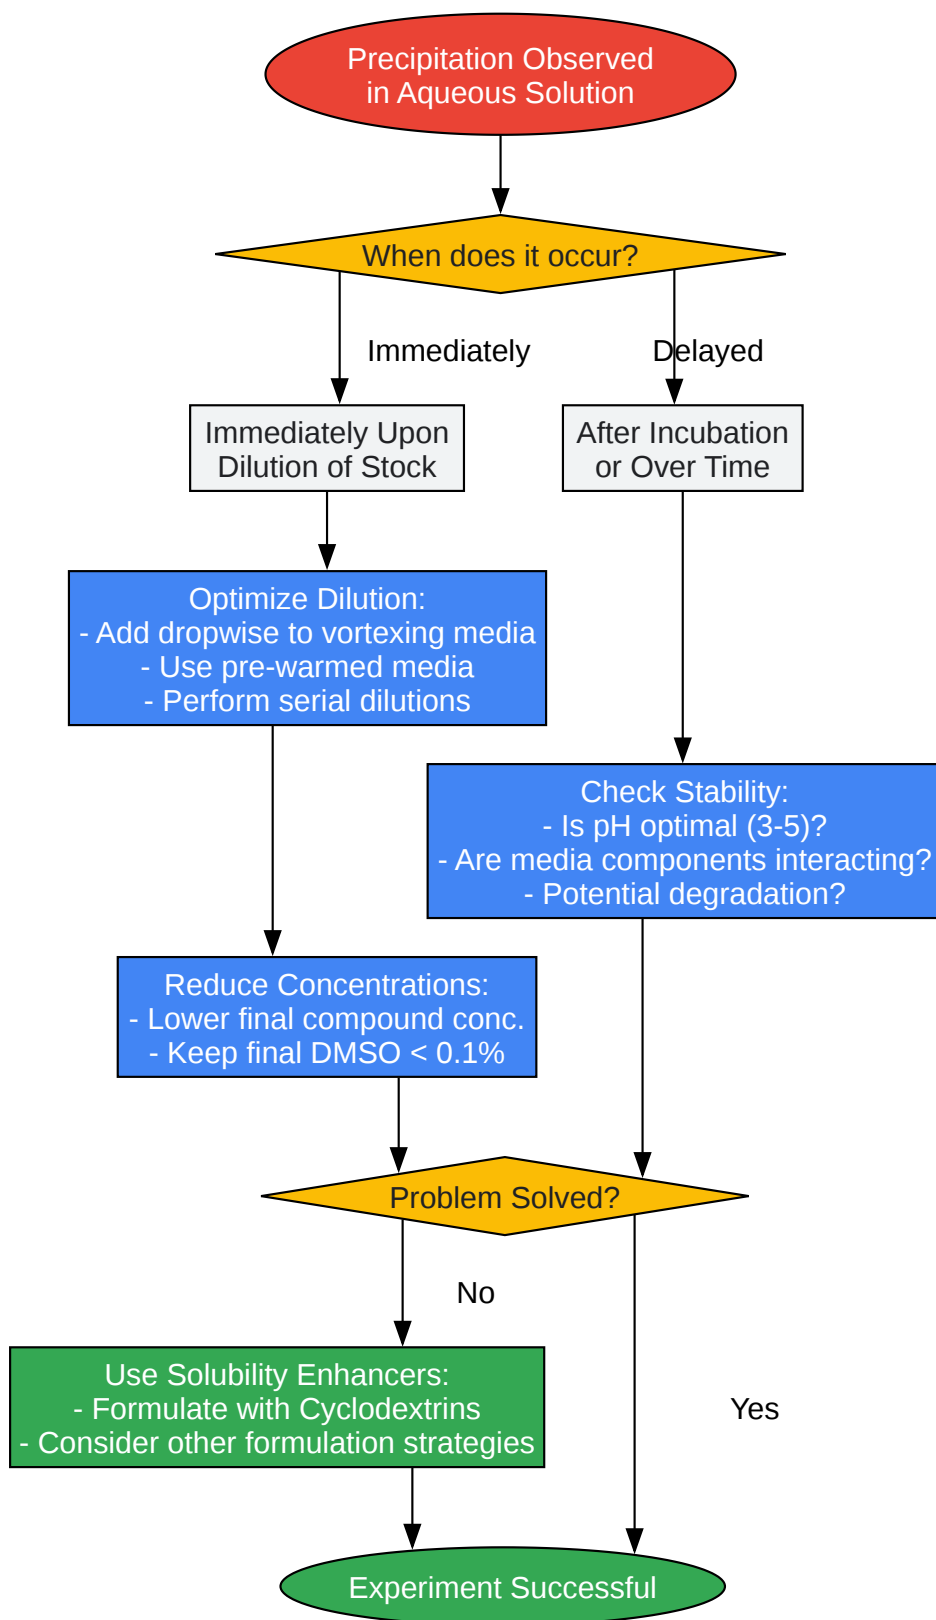 Precipitation Observed
in Aqueous Solution
When does it occur?
Immediately
Delayed
Immediately Upon
Dilution of Stock
After Incubation
or Over Time
Optimize Dilution:
- Add dropwise to vortexing media
- Use pre-warmed media
- Perform serial dilutions
Check Stability:
- Is pH optimal (3-5)?
- Are media components interacting?
- Potential degradation?
Reduce Concentrations:
- Lower final compound conc.
- Keep final DMSO < 0.1%
Problem Solved?
No
Use Solubility Enhancers:
- Formulate with Cyclodextrins
- Consider other formulation strategies
Yes
Experiment Successful